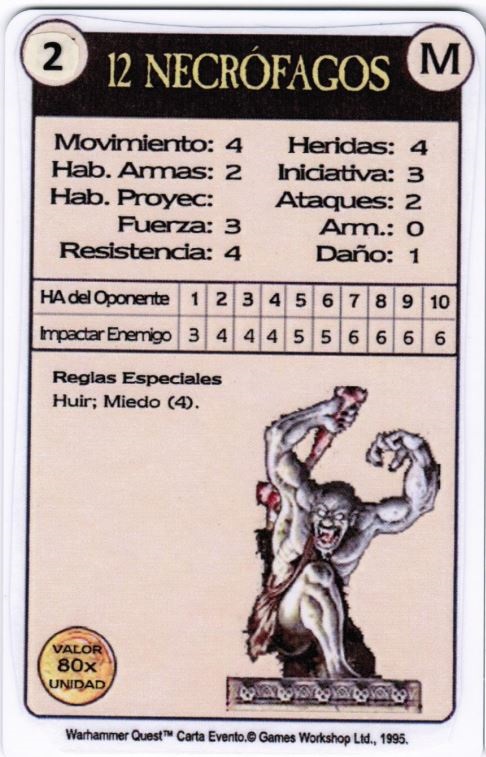 2
12 NECRÓFAGOS
M
Movimiento: 4 Heridas: 4
Hab. Armas: 2 Iniciativa: 3
Hab. Proyec: Ataques: 2
Fuerza: 3 Arm.: 0
Resistencia: 4 Daño: 1
HA del Oponente 1 2 3 4 5 6 7 8 9 10
Impactar Enemigo 3 4 4 4 5 5 6 6 6 6
Reglas Especiales
Huir; Miedo (4).
VALOR
80x
UNIDAD
Warhammer Quest™ Carta Evento.© Games Workshop Ltd., 1995.